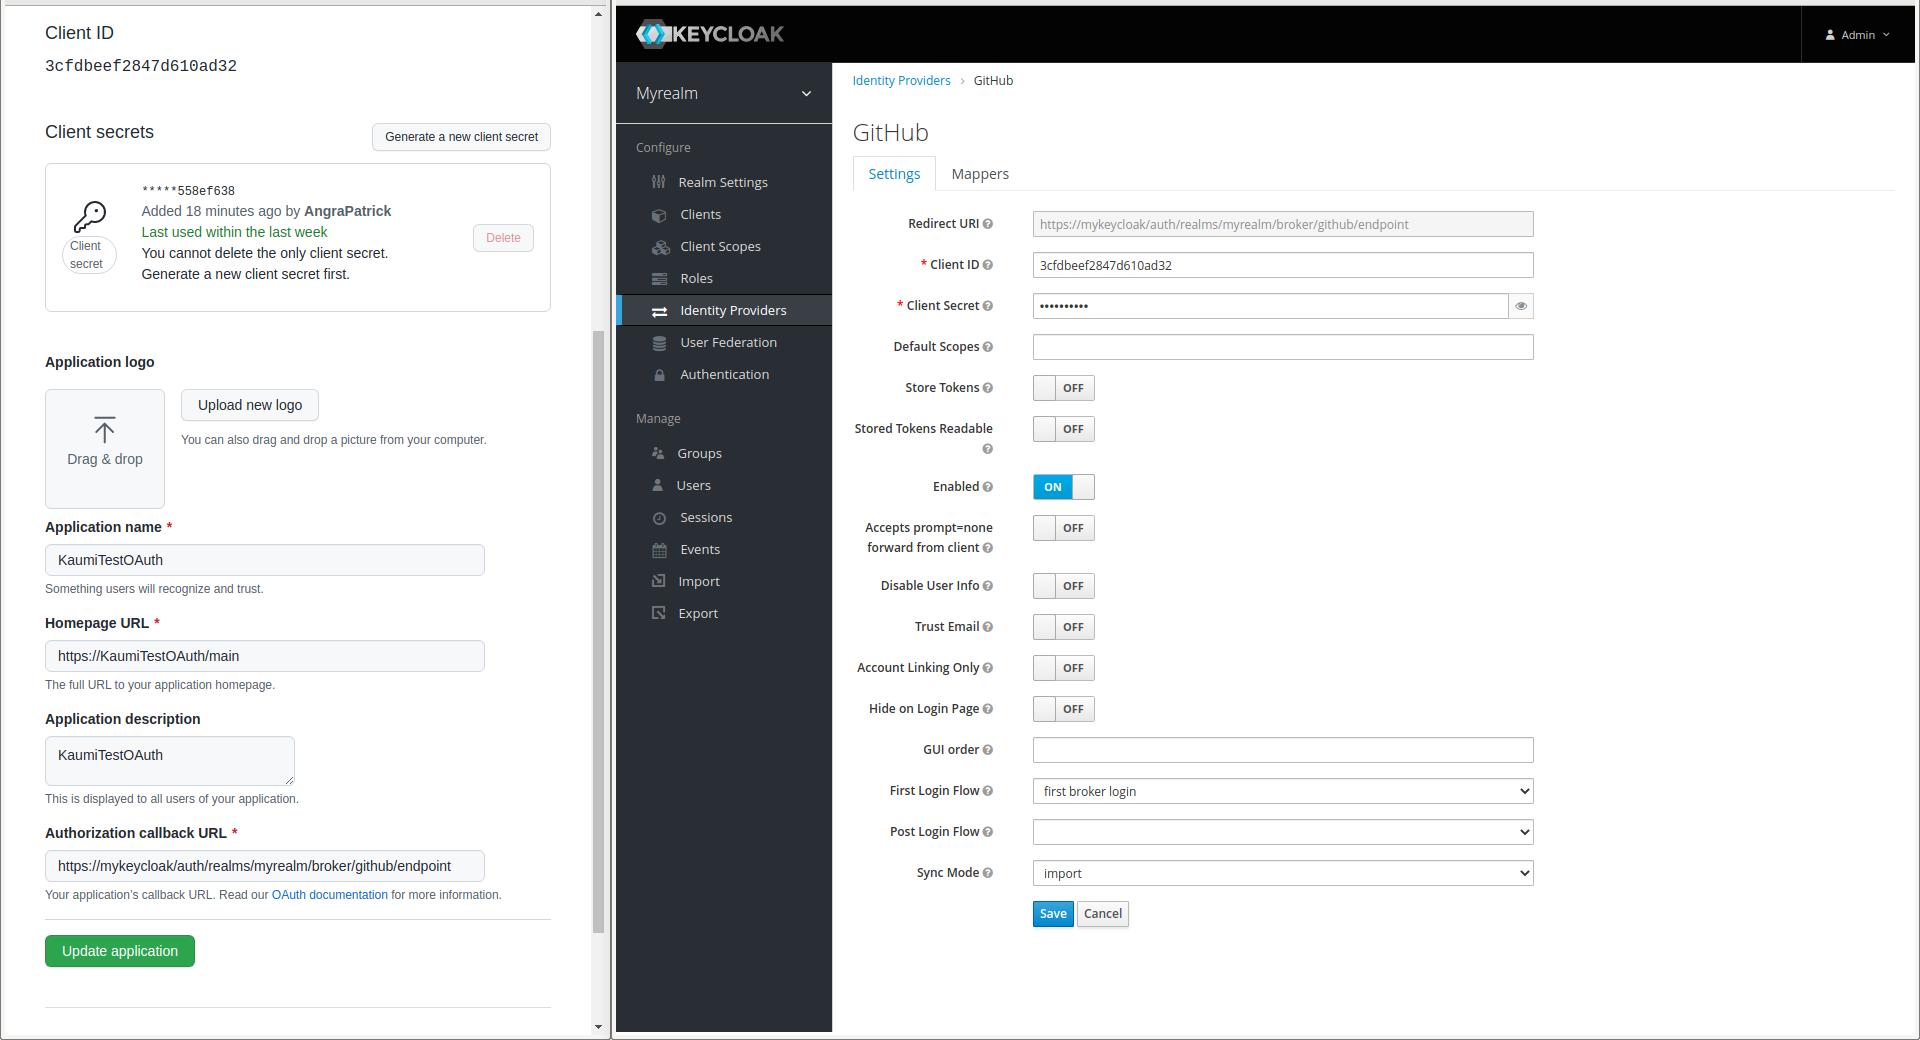 Client ID
3cfdbeef2847d610ad32
Client secrets
Generate a new client secret
*****558ef638
Added 18 minutes ago by AngraPatrick
Last used within the last week
You cannot delete the only client secret.
Generate a new client secret first.
Client
secret
Delete
Application logo
Drag & drop
Upload new logo
You can also drag and drop a picture from your computer.
Application name *
KaumiTestOAuth
Something users will recognize and trust.
Homepage URL *
https://KaumiTestOAuth/main
The full URL to your application homepage.
Application description
KaumiTestOAuth
This is displayed to all users of your application.
Authorization callback URL *
https://mykeycloak/auth/realms/myrealm/broker/github/endpoint
Your application's callback URL. Read our OAuth documentation for more information.
Update application
KEYCLOAK
Admin
Myrealm
Configure
Realm Settings
Clients
Client Scopes
Roles
Identity Providers
User Federation
Authentication
Manage
Groups
Users
Sessions
Events
Import
Export
Identity Providers > GitHub
GitHub
Settings Mappers
Redirect URI https://mykeycloak/auth/realms/myrealm/broker/github/endpoint
* Client ID 3cfdbeef2847d610ad32
* Client Secret ••••••••••
Default Scopes
Store Tokens OFF
Stored Tokens Readable OFF
Enabled ON
Accepts prompt=none
forward from client OFF
Disable User Info OFF
Trust Email OFF
Account Linking Only OFF
Hide on Login Page OFF
GUI order
First Login Flow first broker login
Post Login Flow
Sync Mode import
Save Cancel